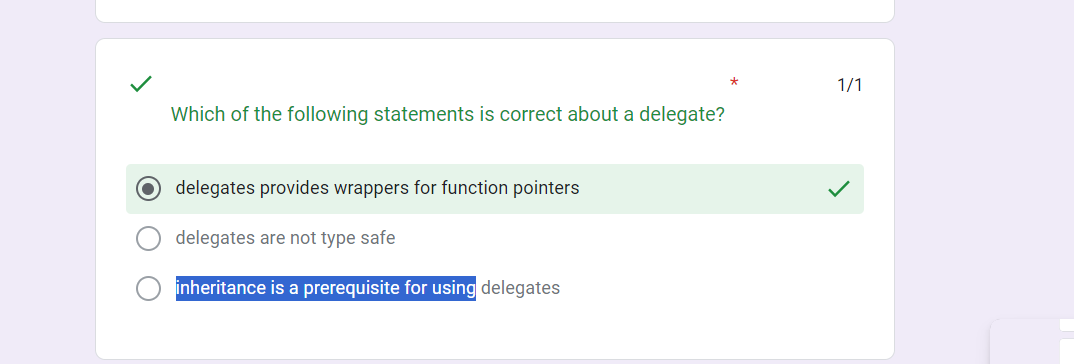 *
1/1
Which of the following statements is correct about a delegate?
delegates provides wrappers for function pointers
delegates are not type safe
inheritance is a prerequisite for using delegates